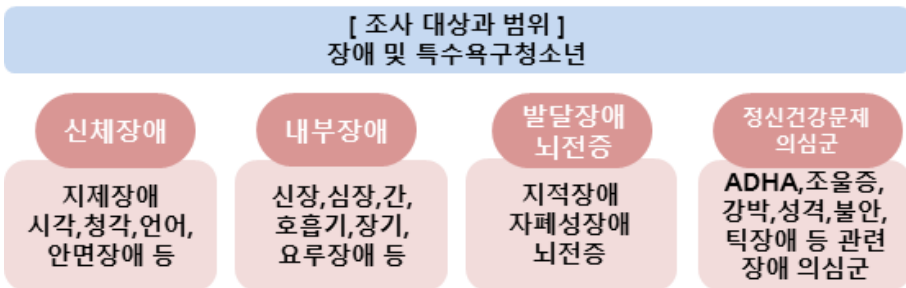 [ 조사 대상과 범위 ]
장애 및 특수욕구청소년
신체장애
지제장애
시각,청각,언어,
안면장애 등
내부장애
신장,심장,간,
호흡기,장기,
요루장애 등
발달장애
뇌전증
지적장애
자폐성장애
뇌전증
정신건강문제
의심군
ADHA,조울증,
강박,성격,불안,
틱장애 등 관련
장애 의심군